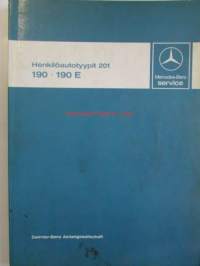 Henkilöautotyypit 201
190 · 190 E
Mercedes-Benz
service
Daimler-Benz Aktiengesellschaft